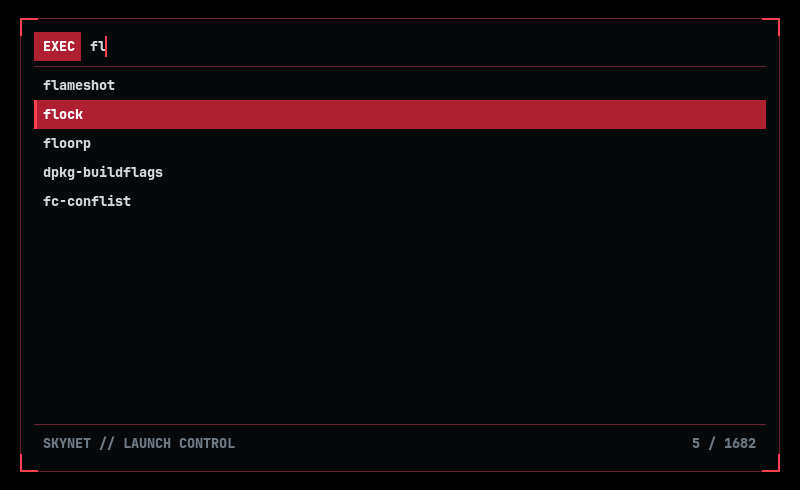 EXEC fl
flameshot
flock
floorp
dpkg-buildflags
fc-conflist
SKYNET // LAUNCH CONTROL 5 / 1682